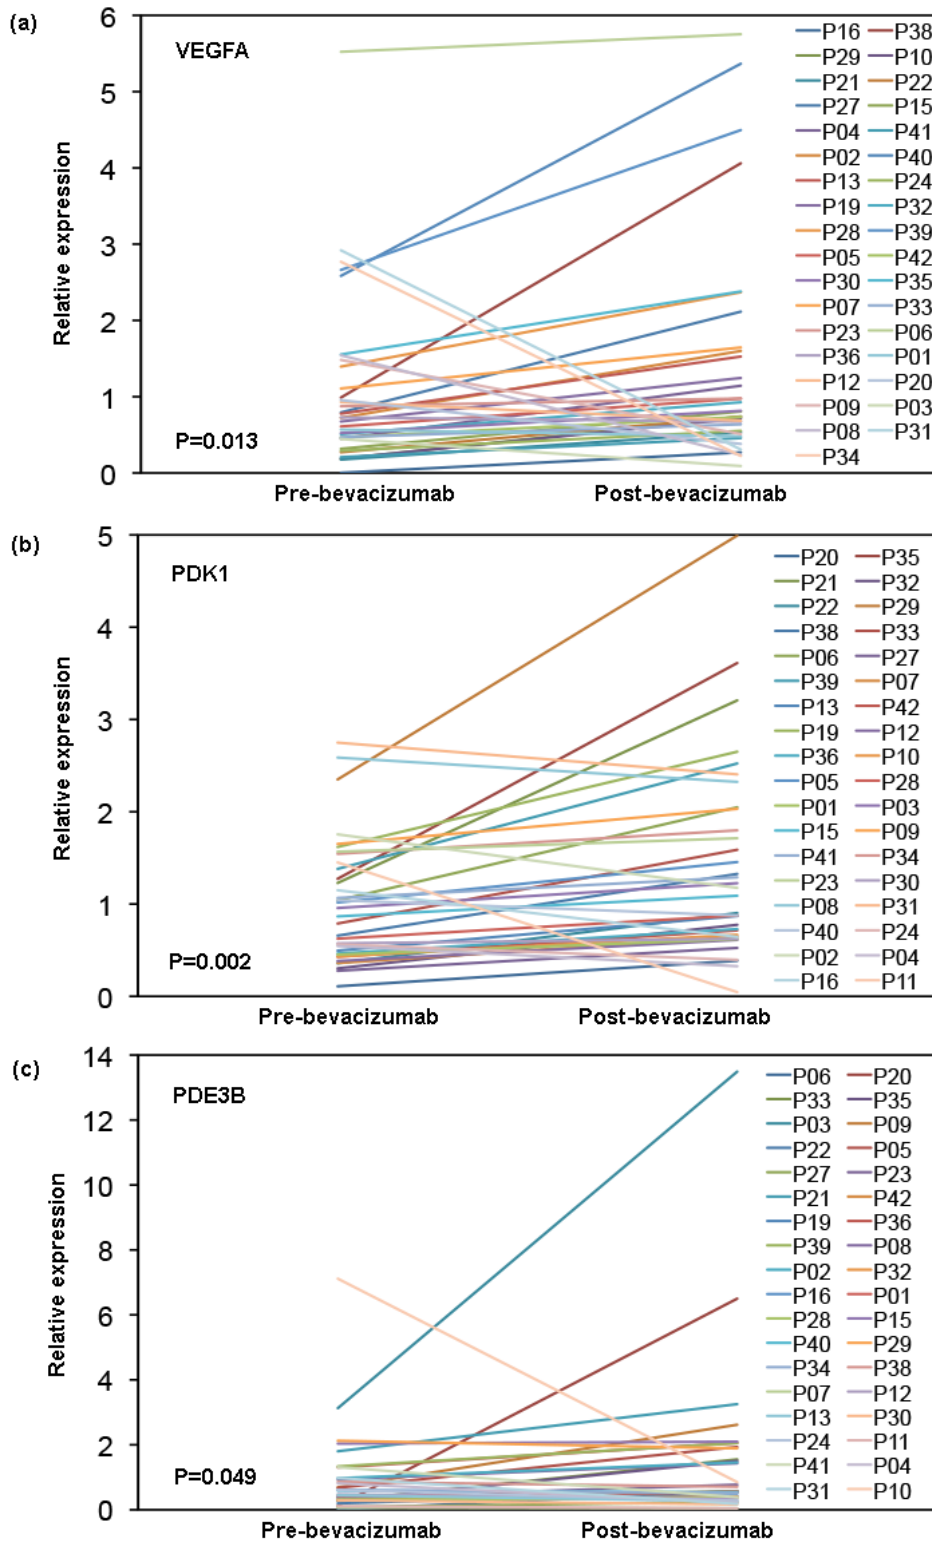 (a)
VEGFA
6
5
4
3
2
1
0
Relative expression
P=0.013
Pre-bevacizumab Post-bevacizumab
P16 P38
P29 P10
P21 P22
P27 P15
P04 P41
P02 P40
P13 P24
P19 P32
P28 P39
P05 P42
P30 P35
P07 P33
P23 P06
P36 P01
P12 P20
P09 P03
P08 P31
P34
(b)
PDK1
5
4
3
2
1
0
Relative expression
P=0.002
Pre-bevacizumab Post-bevacizumab
P20 P35
P21 P32
P22 P29
P38 P33
P06 P27
P39 P07
P13 P42
P19 P12
P36 P10
P05 P28
P01 P03
P15 P09
P41 P34
P23 P30
P08 P31
P40 P24
P02 P04
P16 P11
(c)
PDE3B
14
12
10
8
6
4
2
0
Relative expression
P=0.049
Pre-bevacizumab Post-bevacizumab
P06 P20
P33 P35
P03 P09
P22 P05
P27 P23
P21 P42
P19 P36
P39 P08
P02 P32
P16 P01
P28 P15
P40 P29
P34 P38
P07 P12
P13 P30
P24 P11
P41 P04
P31 P10